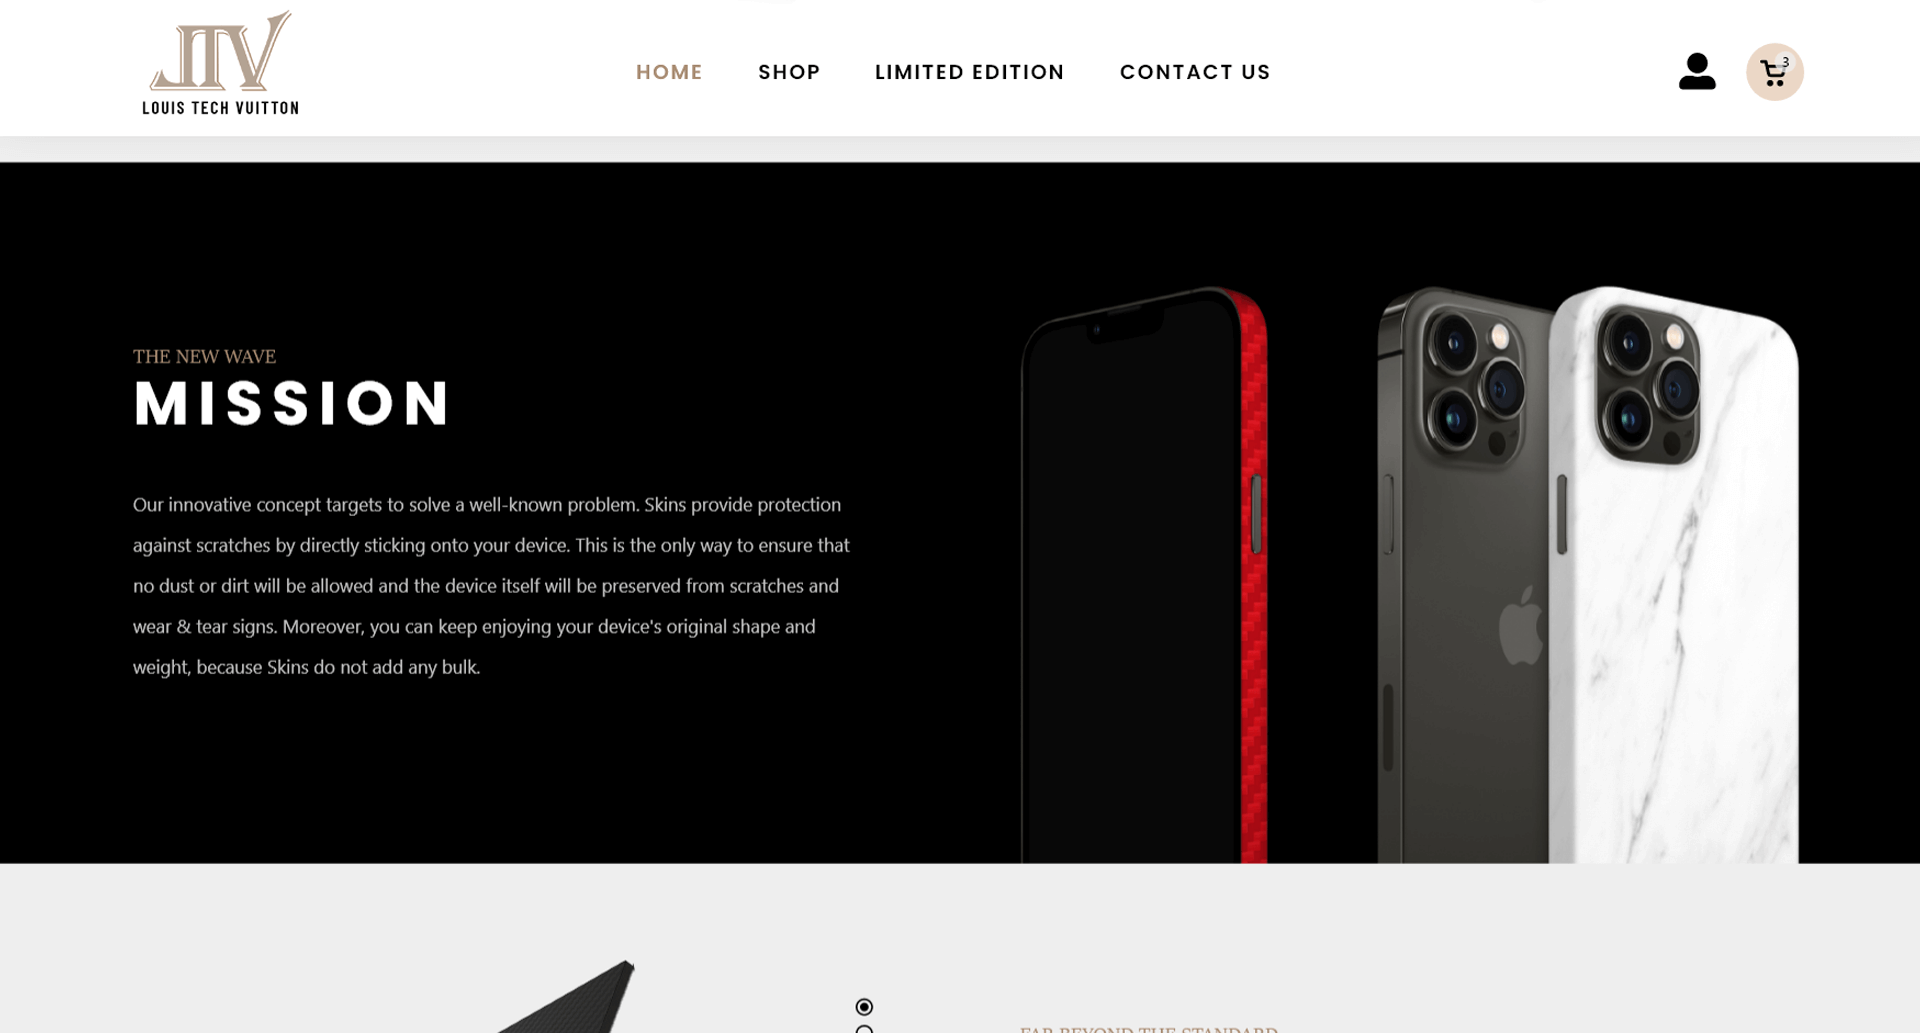 LTV
LOUIS TECH VUITTON
HOME
SHOP
LIMITED EDITION
CONTACT US
3
THE NEW WAVE
MISSION
Our innovative concept targets to solve a well-known problem. Skins provide protection
against scratches by directly sticking onto your device. This is the only way to ensure that
no dust or dirt will be allowed and the device itself will be preserved from scratches and
wear & tear signs. Moreover, you can keep enjoying your device's original shape and
weight, because Skins do not add any bulk.
FAR BEYOND THE STANDARD